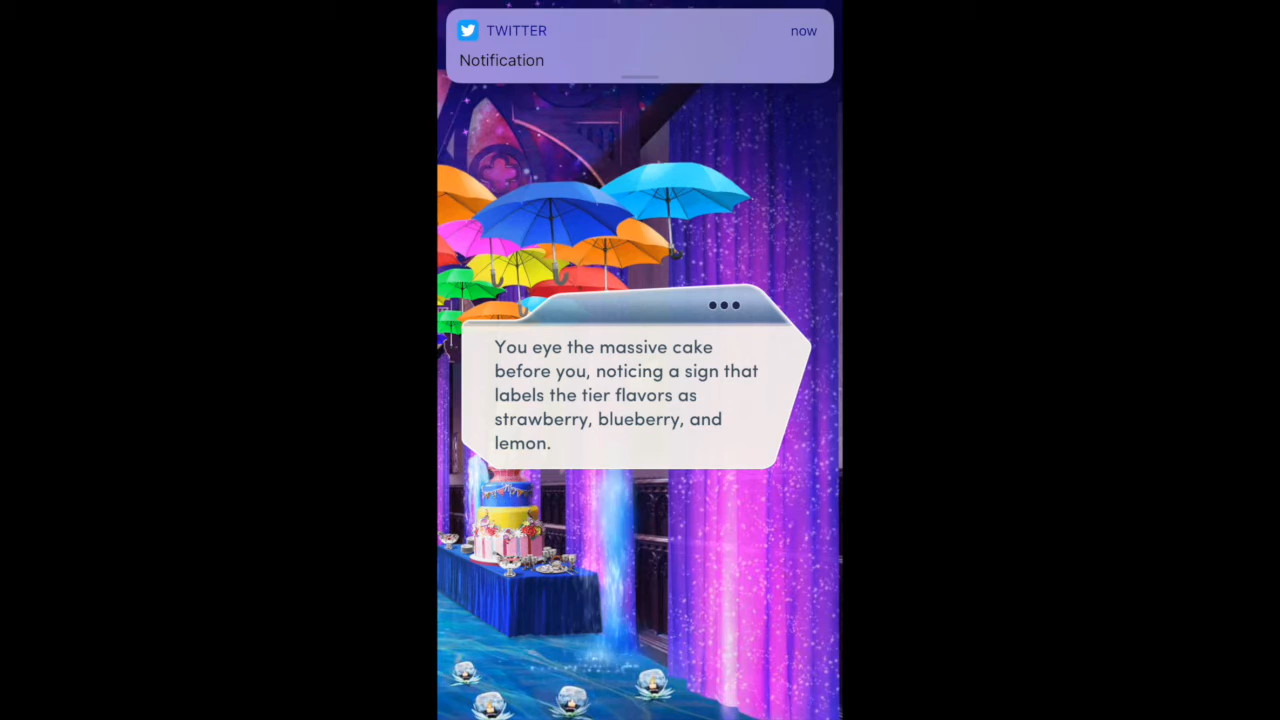 TWITTER now
Notification
You eye the massive cake
before you, noticing a sign that
labels the tier flavors as
strawberry, blueberry, and
lemon.